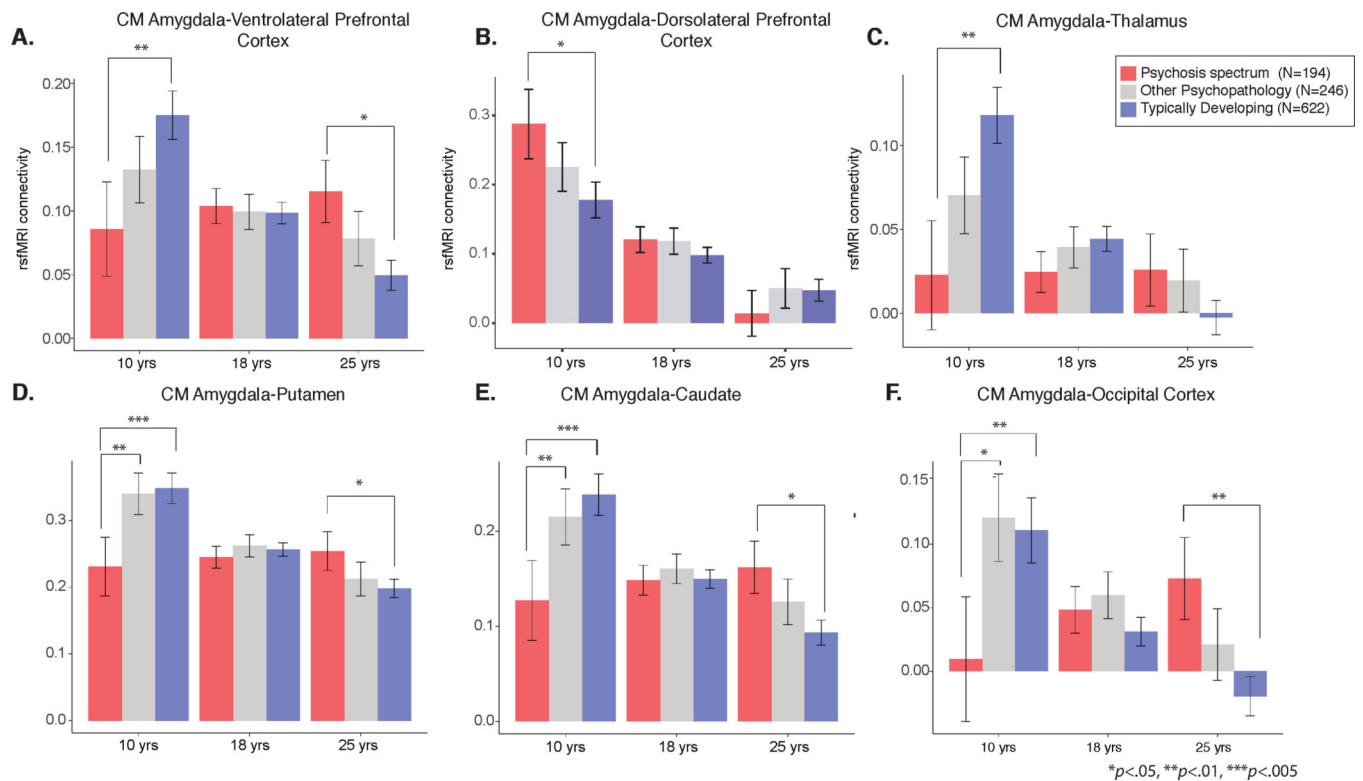 A.
CM Amygdala-Ventrolateral Prefrontal
Cortex
**
*
0.20
0.15
0.10
0.05
0.00
rsfMRI connectivity
10 yrs
18 yrs
25 yrs
B.
CM Amygdala-Dorsolateral Prefrontal
Cortex
*
0.3
0.2
0.1
0.0
rsfMRI connectivity
10 yrs
18 yrs
25 yrs
C.
CM Amygdala-Thalamus
**
Psychosis spectrum (N=194)
Other Psychopathology (N=246)
Typically Developing (N=622)
0.10
0.05
0.00
rsfMRI connectivity
10 yrs
18 yrs
25 yrs
D.
CM Amygdala-Putamen
***
**
*
0.3
0.2
0.1
0.0
10 yrs
18 yrs
25 yrs
E.
CM Amygdala-Caudate
***
**
*
0.2
0.1
0.0
10 yrs
18 yrs
25 yrs
F.
CM Amygdala-Occipital Cortex
**
*
**
0.15
0.10
0.05
0.00
10 yrs
18 yrs
25 yrs
*p<.05, **p<.01, ***p<.005